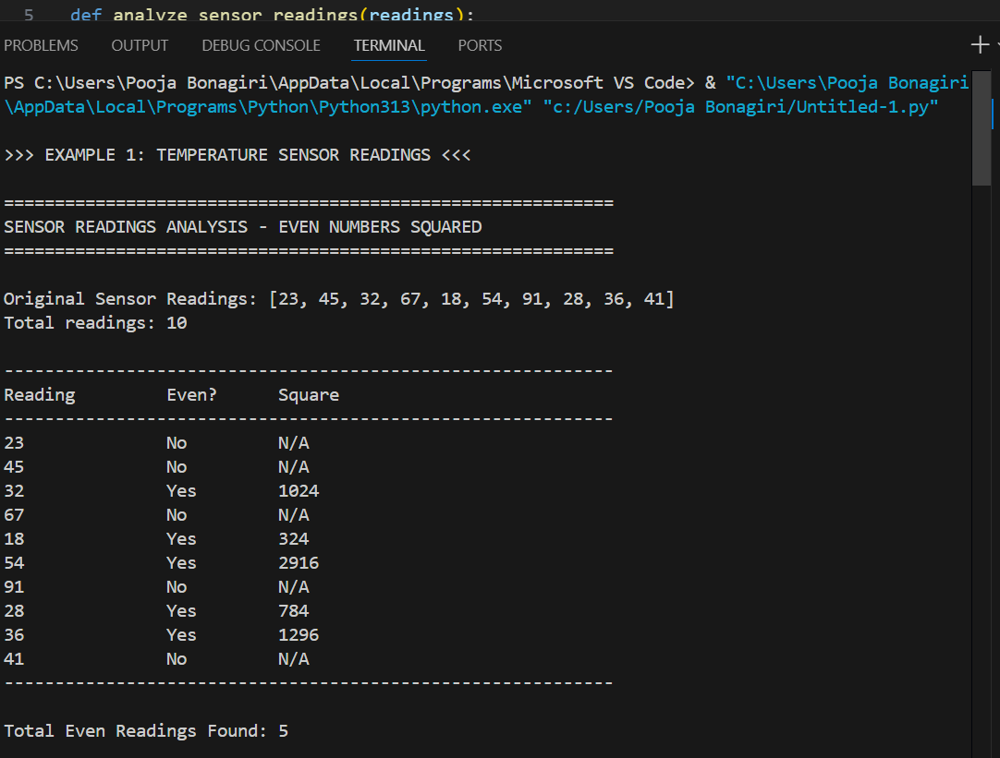 5 def analyze_sensor_readings(readings):
PROBLEMS OUTPUT DEBUG CONSOLE TERMINAL PORTS
PS C:\Users\Pooja Bonagiri\AppData\Local\Programs\Microsoft VS Code> & "C:\Users\Pooja Bonagiri
\AppData\Local\Programs\Python\Python313\python.exe" "c:/Users/Pooja Bonagiri/Untitled-1.py"
>>> EXAMPLE 1: TEMPERATURE SENSOR READINGS <<<
============================================================
SENSOR READINGS ANALYSIS - EVEN NUMBERS SQUARED
============================================================
Original Sensor Readings: [23, 45, 32, 67, 18, 54, 91, 28, 36, 41]
Total readings: 10
------------------------------------------------------------
Reading Even? Square
------------------------------------------------------------
23 No N/A
45 No N/A
32 Yes 1024
67 No N/A
18 Yes 324
54 Yes 2916
91 No N/A
28 Yes 784
36 Yes 1296
41 No N/A
------------------------------------------------------------
Total Even Readings Found: 5